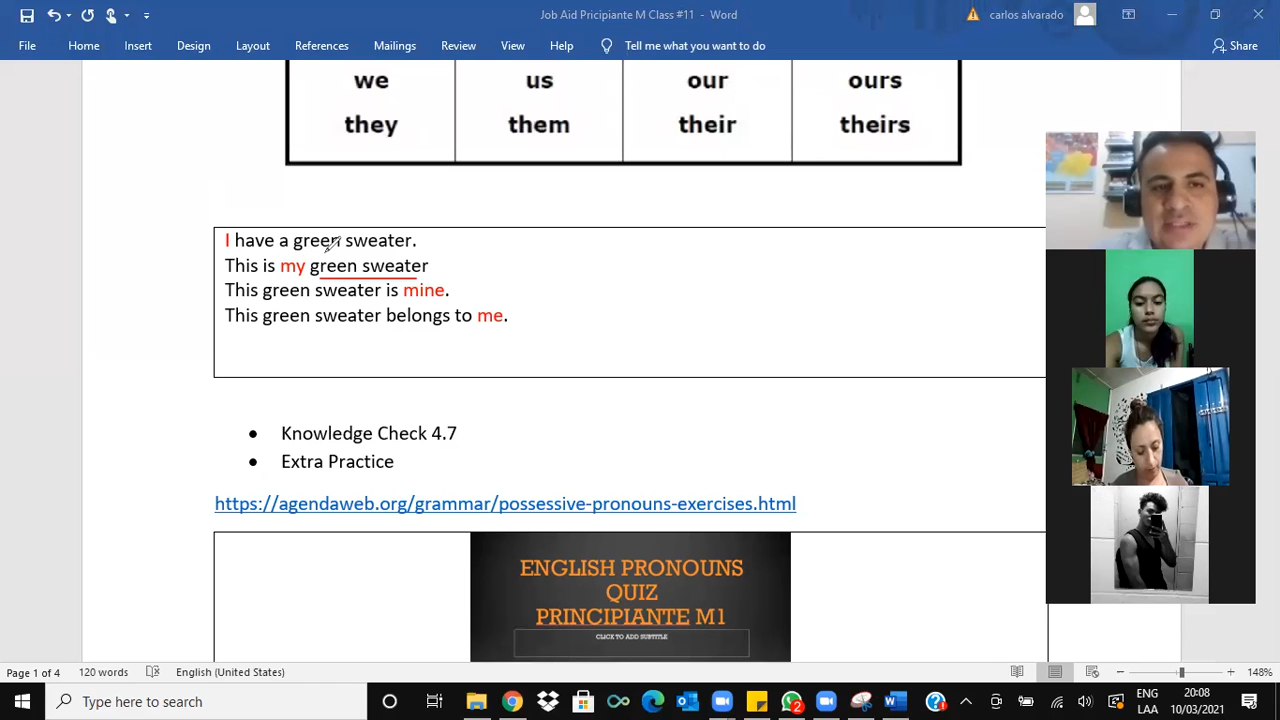 Job Aid Pricipiante M Class #11 - Word
carlos alvarado
File Home Insert Design Layout References Mailings Review View Help Tell me what you want to do Share
we us our ours
they them their theirs
I have a green sweater.
This is my green sweater
This green sweater is mine.
This green sweater belongs to me.
• Knowledge Check 4.7
• Extra Practice
https://agendaweb.org/grammar/possessive-pronouns-exercises.html
ENGLISH PRONOUNS
QUIZ
PRINCIPIANTE M1
CLICK TO ADD SUBTITLE
Page 1 of 4 120 words English (United States) 148%
Type here to search
2
ENG
LAA
20:08
10/03/2021
8